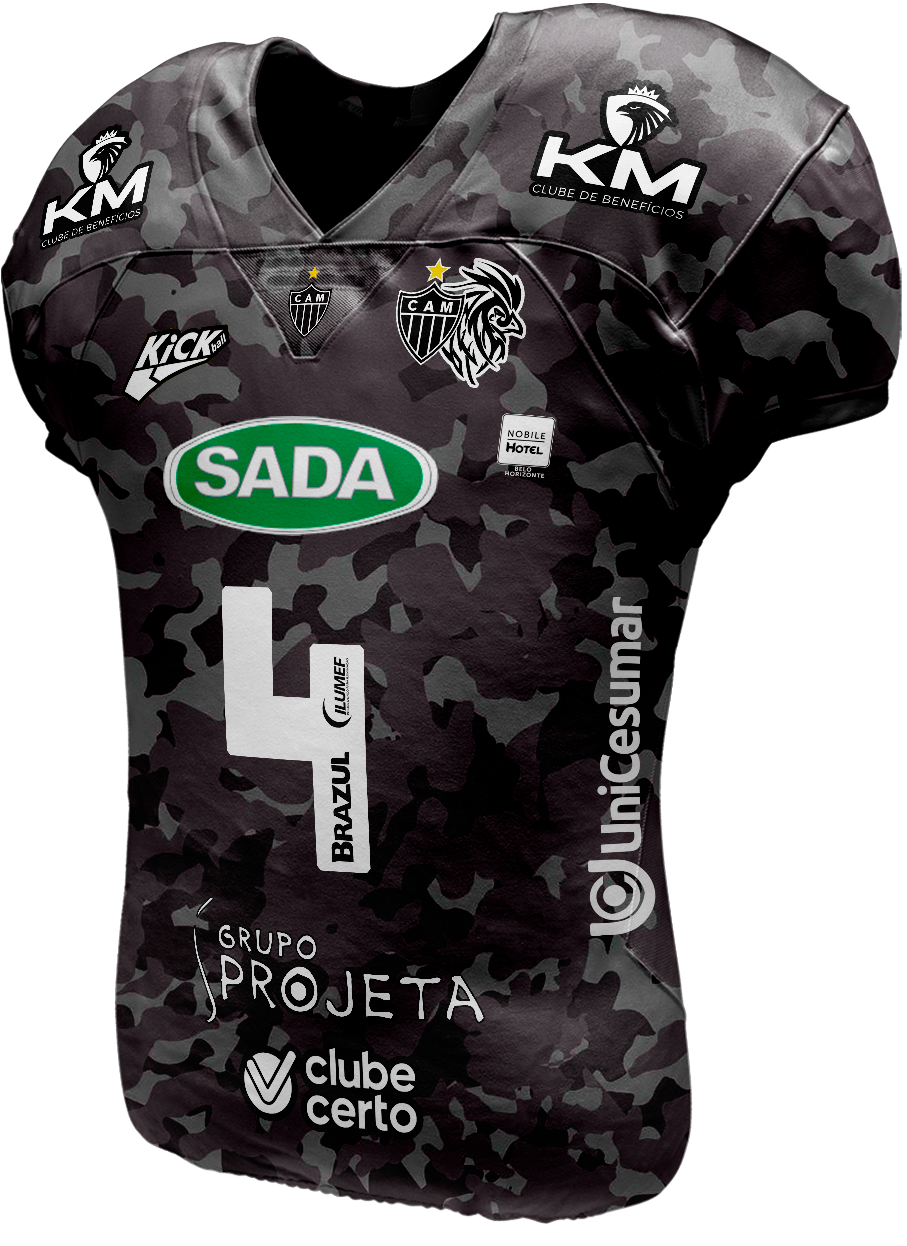 KM
CLUBE DE BENEFÍCIOS
KM
CLUBE DE BENEFÍCIOS
CAM
CAM
KICK ball
SADA
NOBILE
HOTEL
BELO
HORIZONTE
4
ILUMEF
BRAZUL
UniCesumar
GRUPO
PROJETA
clube
certo